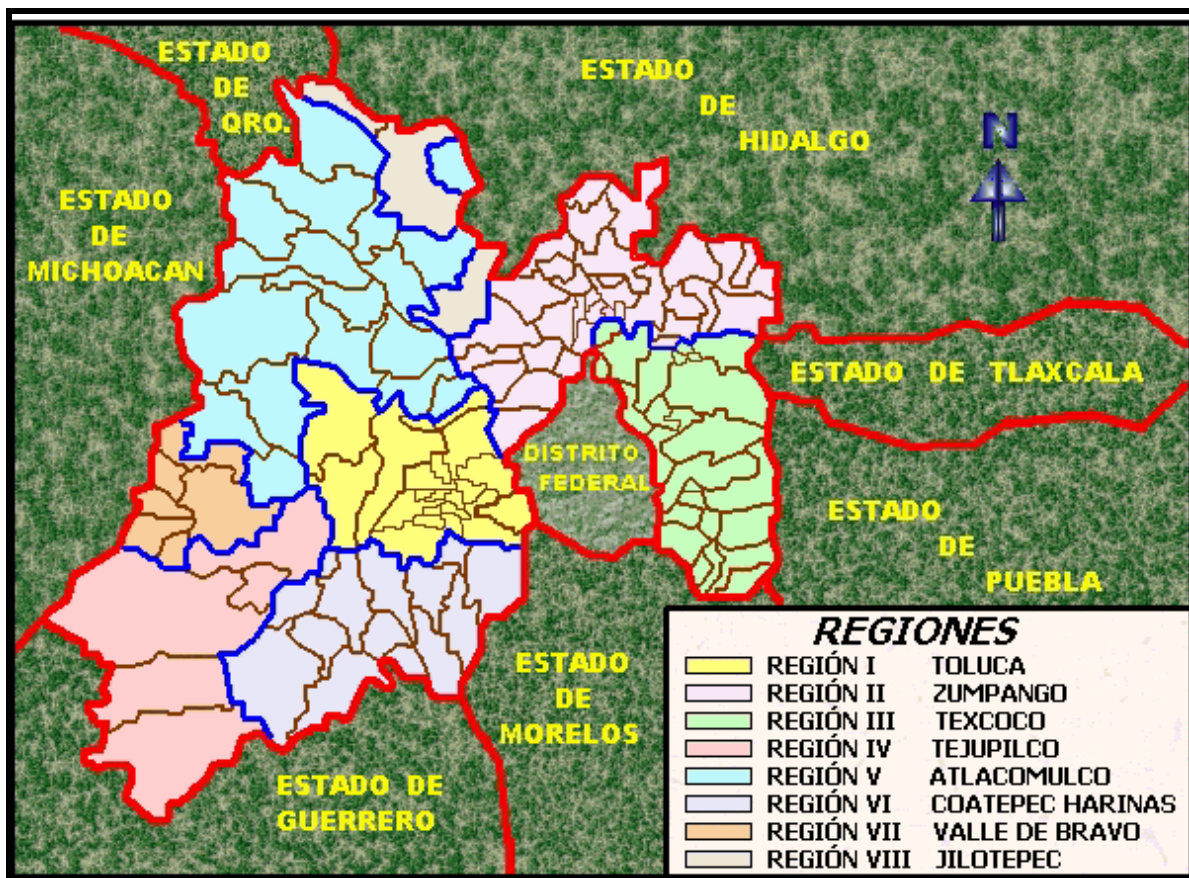 ESTADO
DE
QRO.
ESTADO
DE
HIDALGO
N
ESTADO
DE
MICHOACAN
ESTADO DE TLAXCALA
DISTRITO
FEDERAL
ESTADO
DE
PUEBLA
ESTADO
DE
MORELOS
ESTADO DE
GUERRERO
REGIONES
REGIÓN I TOLUCA
REGIÓN II ZUMPANGO
REGIÓN III TEXCOCO
REGIÓN IV TEJUPILCO
REGIÓN V ATLACOMULCO
REGIÓN VI COATEPEC HARINAS
REGIÓN VII VALLE DE BRAVO
REGIÓN VIII JILOTEPEC